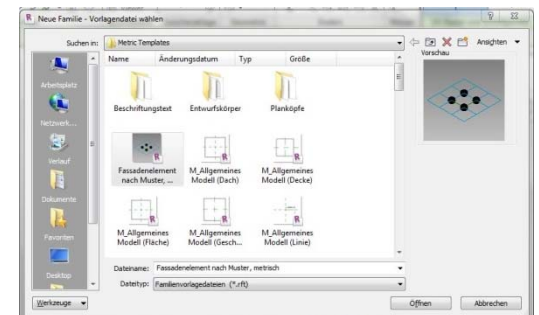 Neue Familie - Vorlagendatei wählen
Suchen in: Metric Templates
Ansichten
Vorschau
Name Änderungsdatum Typ Größe
Arbeitsplatz
Netzwerk...
Verlauf
Dokumente
Favoriten
Desktop
Beschriftungstext Entwurfskörper Planköpfe
Fassadenelement nach Muster, ...
M_Allgemeines Modell (Dach)
M_Allgemeines Modell (Decke)
M_Allgemeines Modell (Fläche)
M_Allgemeines Modell (Gesch...
M_Allgemeines Modell (Linie)
Dateiname: Fassadenelement nach Muster, metrisch
Dateityp: Familienvorlagedateien (*.rft)
Werkzeuge Öffnen Abbrechen